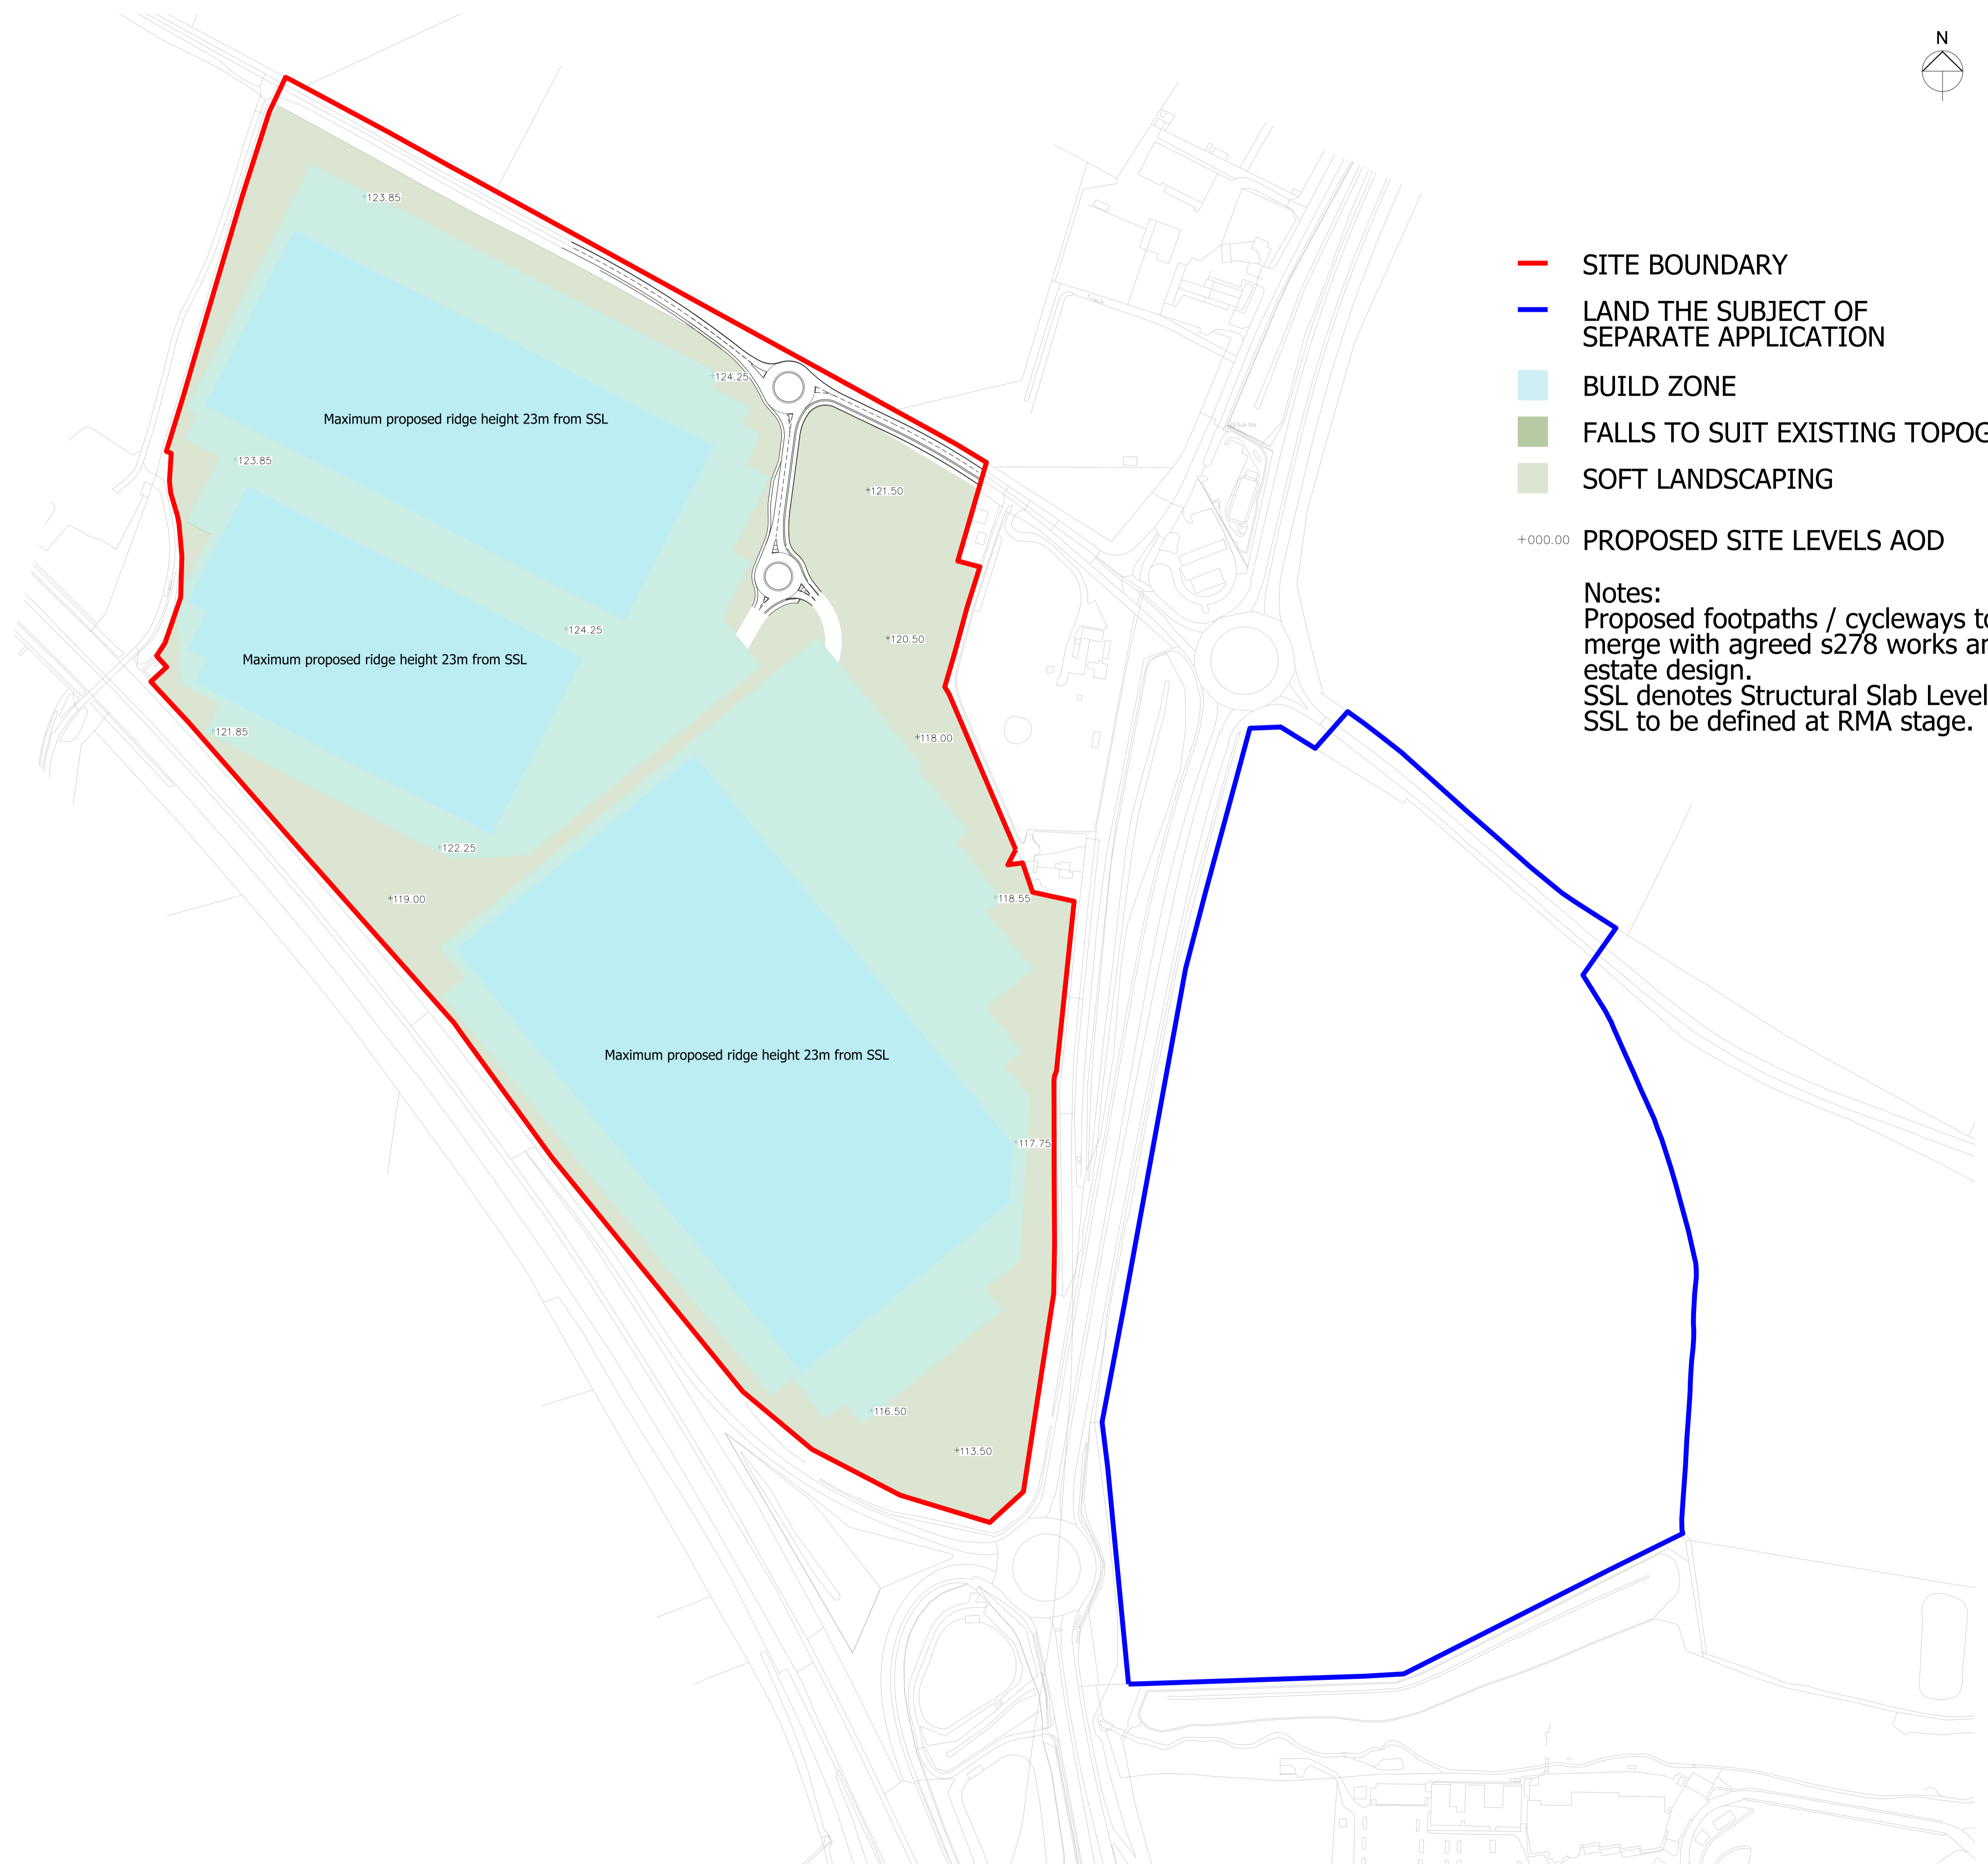 N
SITE BOUNDARY
LAND THE SUBJECT OF
SEPARATE APPLICATION
BUILD ZONE
FALLS TO SUIT EXISTING TOPOG
SOFT LANDSCAPING
+000.00 PROPOSED SITE LEVELS AOD
Notes:
Proposed footpaths / cycleways to
merge with agreed s278 works an
estate design.
SSL denotes Structural Slab Level
SSL to be defined at RMA stage.
+123.85
+124.25
Maximum proposed ridge height 23m from SSL
+123.85
+121.50
+124.25
+120.50
Maximum proposed ridge height 23m from SSL
+121.85
+118.00
+122.25
+119.00
+118.55
Maximum proposed ridge height 23m from SSL
+117.75
+116.50
+113.50